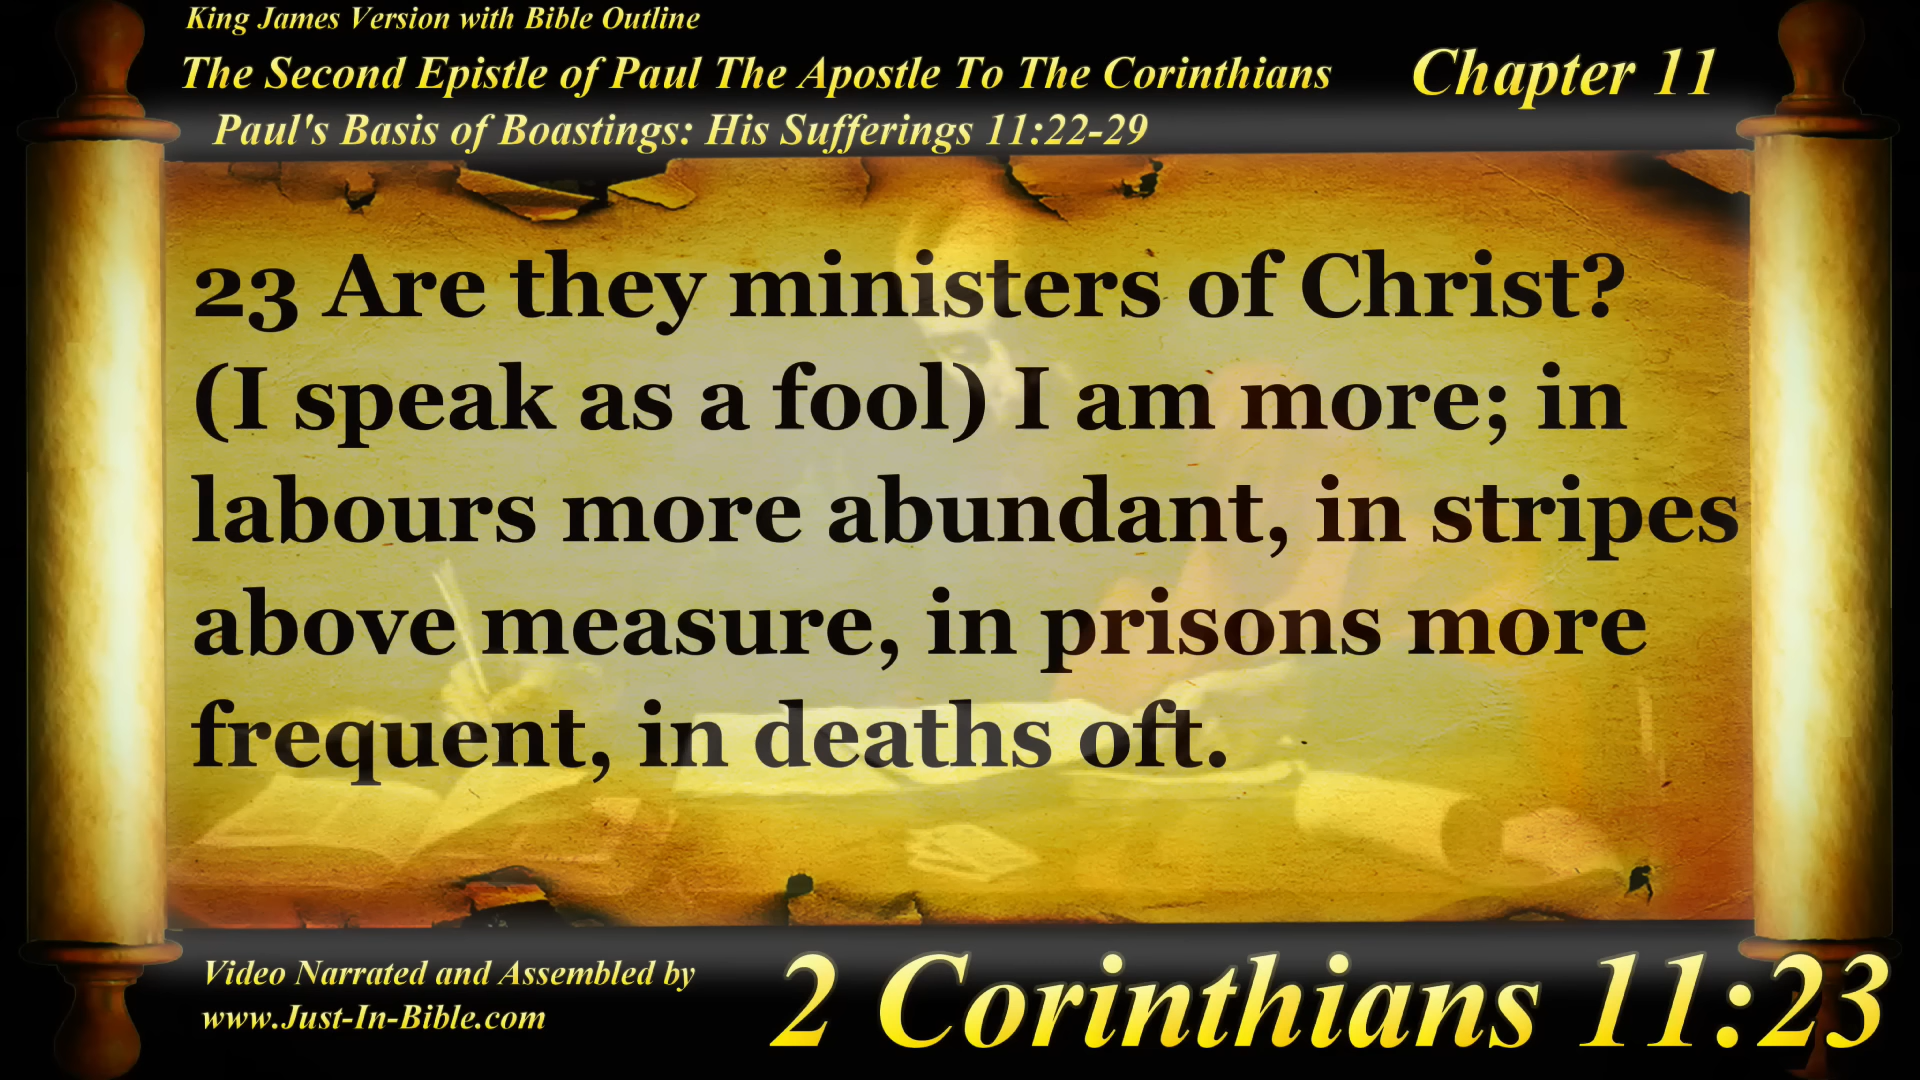 King James Version with Bible Outline
The Second Epistle of Paul The Apostle To The Corinthians
Chapter 11
Paul's Basis of Boastings: His Sufferings 11:22-29
23 Are they ministers of Christ?
(I speak as a fool) I am more; in
labours more abundant, in stripes
above measure, in prisons more
frequent, in deaths oft.
Video Narrated and Assembled by
www.Just-In-Bible.com
2 Corinthians 11:23